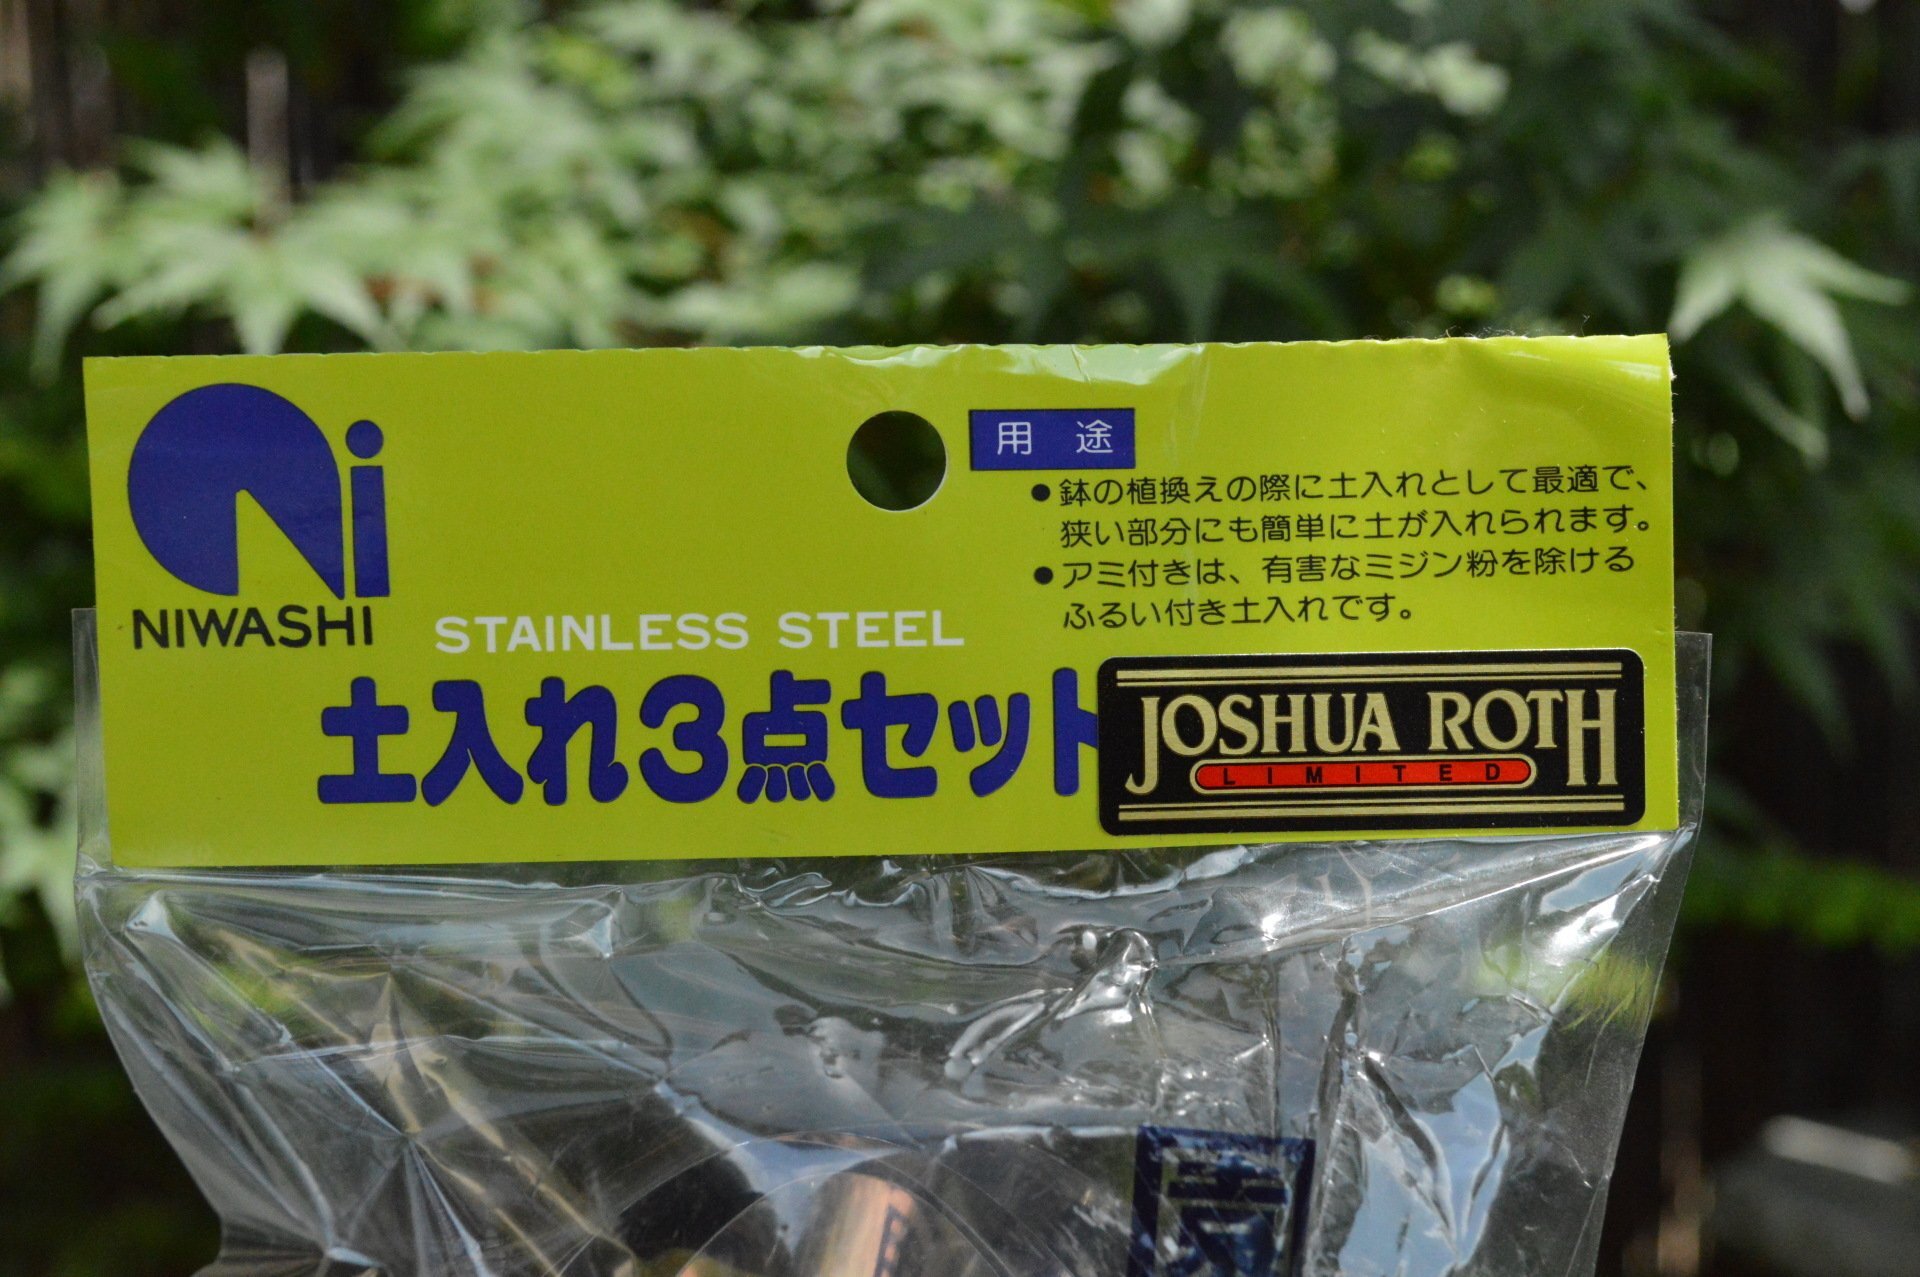 Ni
NIWASHI
STAINLESS STEEL
土入れ3点セット
用 途
●鉢の植換えの際に土入れとして最適で、
狭い部分にも簡単に土が入れられます。
●アミ付きは、有害なミジン粉を除ける
ふるい付き土入れです。
JOSHUA ROTH
LIMITED